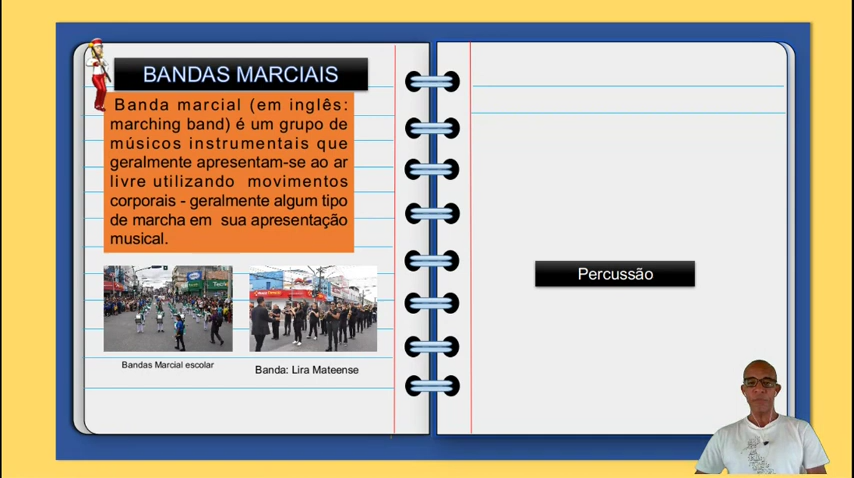 BANDAS MARCIAIS
Banda marcial (em inglês:
marching band) é um grupo de
músicos instrumentais que
geralmente apresentam-se ao ar
livre utilizando movimentos
corporais - geralmente algum tipo
de marcha em sua apresentação
musical.
Bandas Marcial escolar
Banda: Lira Mateense
Percussão